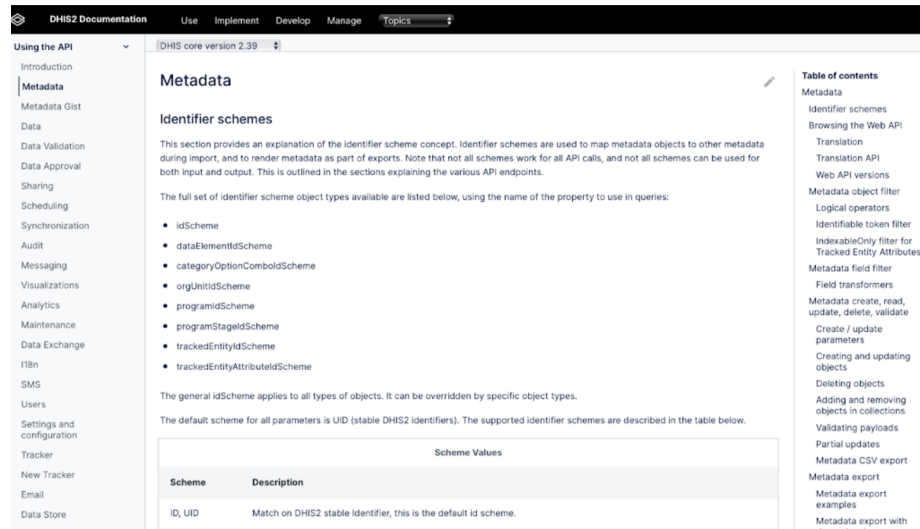 DHIS2 Documentation
Use
Implement
Develop
Manage
Topics
Using the API
Introduction
Metadata
Metadata Gist
Data
Data Validation
Data Approval
Sharing
Scheduling
Synchronization
Audit
Messaging
Visualizations
Analytics
Maintenance
Data Exchange
I18n
SMS
Users
Settings and
configuration
Tracker
New Tracker
Email
Data Store
DHIS core version 2.39
Metadata
Identifier schemes
This section provides an explanation of the identifier scheme concept. Identifier schemes are used to map metadata objects to other metadata
during import, and to render metadata as part of exports. Note that not all schemes work for all API calls, and not all schemes can be used for
both input and output. This is outlined in the sections explaining the various API endpoints.
The full set of identifier scheme object types available are listed below, using the name of the property to use in queries:
• idScheme
• dataElementIdScheme
• categoryOptionComboIdScheme
• orgUnitIdScheme
• programIdScheme
• programStageIdScheme
• trackedEntityIdScheme
• trackedEntityAttributeIdScheme
The general idScheme applies to all types of objects. It can be overridden by specific object types.
The default scheme for all parameters is UID (stable DHIS2 identifiers). The supported identifier schemes are described in the table below.
Scheme Values
Scheme Description
ID, UID Match on DHIS2 stable Identifier, this is the default id scheme.
Table of contents
Metadata
Identifier schemes
Browsing the Web API
Translation
Translation API
Web API versions
Metadata object filter
Logical operators
Identifiable token filter
IndexableOnly filter for
Tracked Entity Attributes
Metadata field filter
Field transformers
Metadata create, read,
update, delete, validate
Create / update
parameters
Creating and updating
objects
Deleting objects
Adding and removing
objects in collections
Validating payloads
Partial updates
Metadata CSV export
Metadata export
Metadata export
examples
Metadata export with